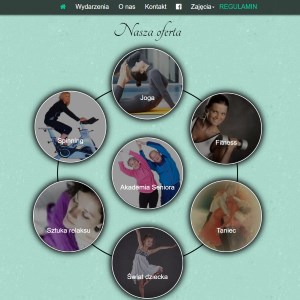 Wydarzenia O nas Kontakt Zajęcia REGULAMIN
Nasza oferta
Joga
Spinning
Fitness
Akademia Seniora
Sztuka relaksu
Taniec
Świat dziecka